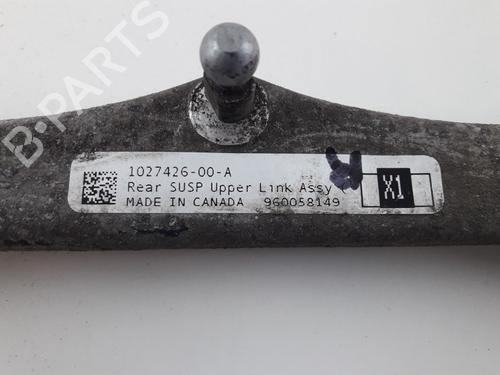 B-PARTS
1027426-00-A
Rear SUSP Upper Link Assy
MADE IN CANADA 960058149
X1